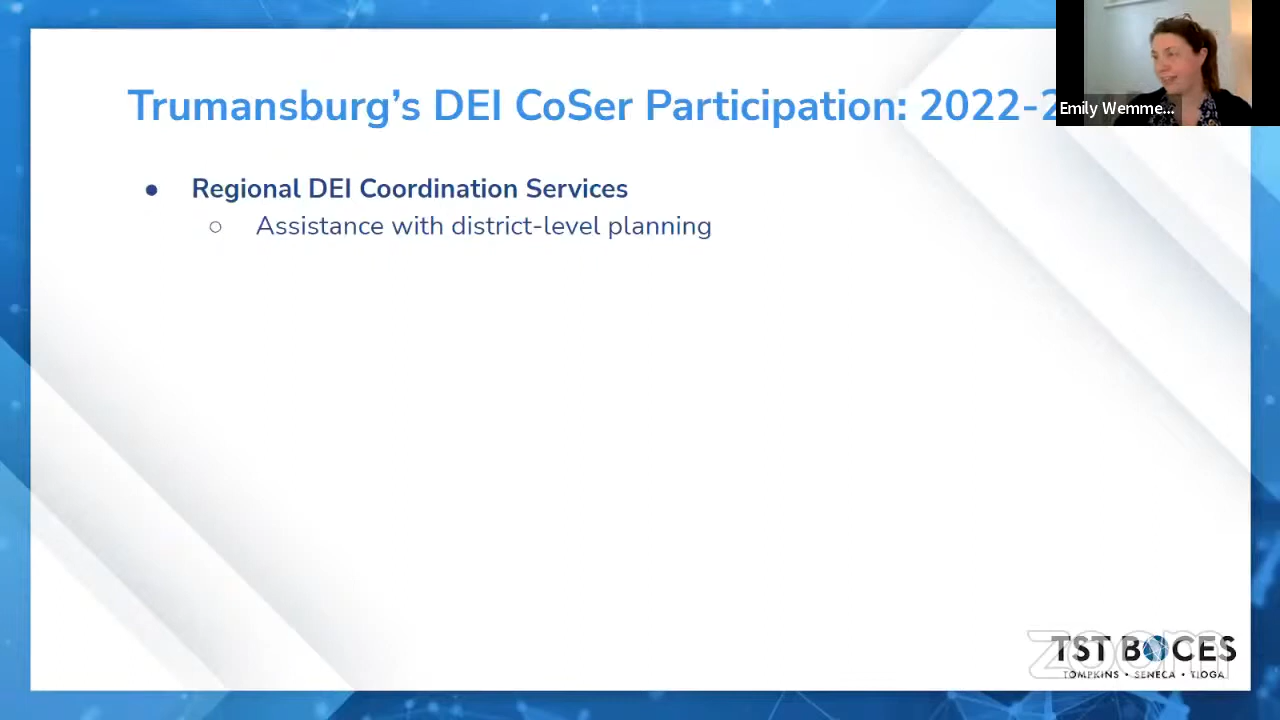 Trumansburg's DEI CoSer Participation: 2022-2
Emily Wemme...
● Regional DEI Coordination Services
○ Assistance with district-level planning
zoom
TST BOCES
TOMPKINS • SENECA • TIOGA